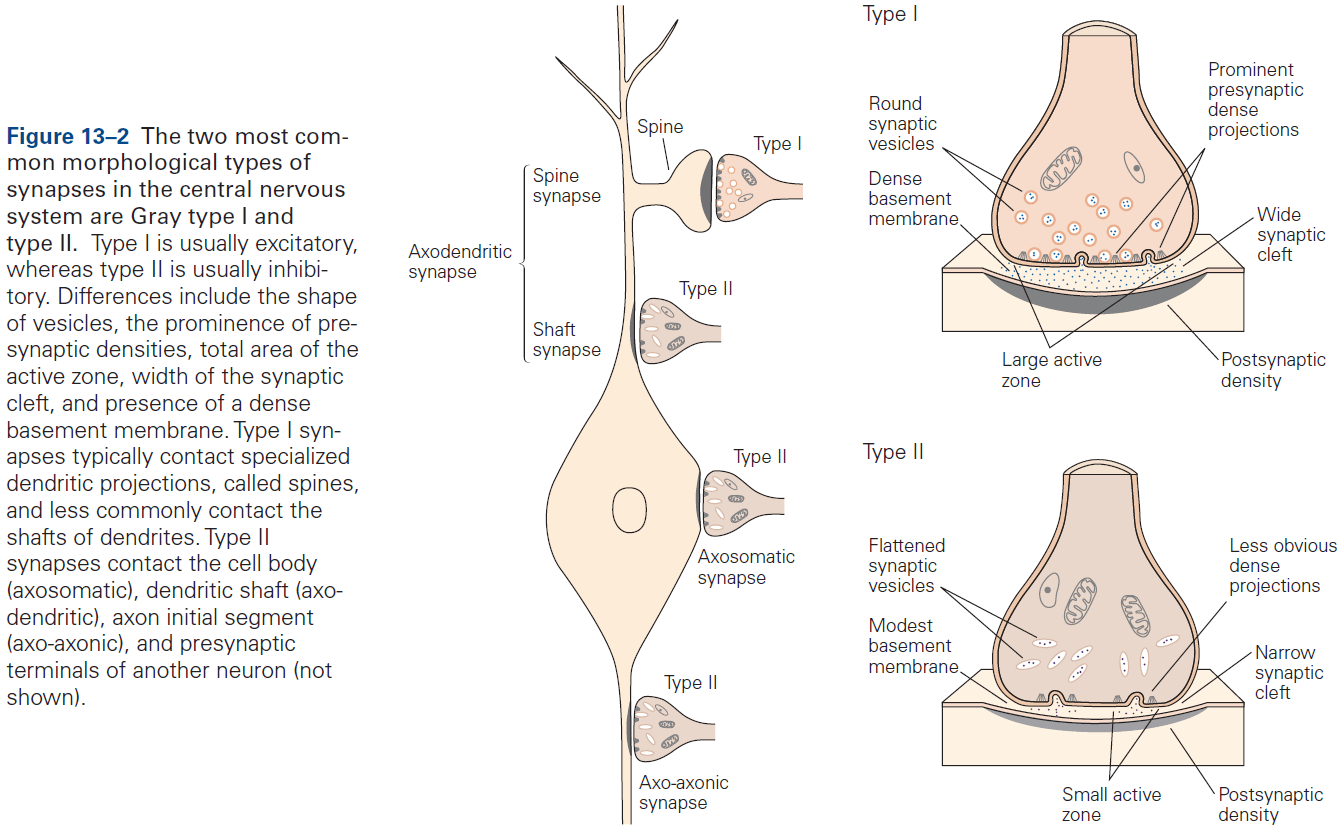 Figure 13–2 The two most com-
mon morphological types of
synapses in the central nervous
system are Gray type I and
type II. Type I is usually excitatory,
whereas type II is usually inhibi-
tory. Differences include the shape
of vesicles, the prominence of pre-
synaptic densities, total area of the
active zone, width of the synaptic
cleft, and presence of a dense
basement membrane. Type I syn-
apses typically contact specialized
dendritic projections, called spines,
and less commonly contact the
shafts of dendrites. Type II
synapses contact the cell body
(axosomatic), dendritic shaft (axo-
dendritic), axon initial segment
(axo-axonic), and presynaptic
terminals of another neuron (not
shown).
Axodendritic
synapse
Spine
synapse
Shaft
synapse
Spine
Type I
Type II
Type II
Axosomatic
synapse
Type II
Axo-axonic
synapse
Type I
Round
synaptic
vesicles
Dense
basement
membrane
Prominent
presynaptic
dense
projections
Wide
synaptic
cleft
Large active
zone
Postsynaptic
density
Type II
Flattened
synaptic
vesicles
Modest
basement
membrane
Less obvious
dense
projections
Narrow
synaptic
cleft
Small active
zone
Postsynaptic
density